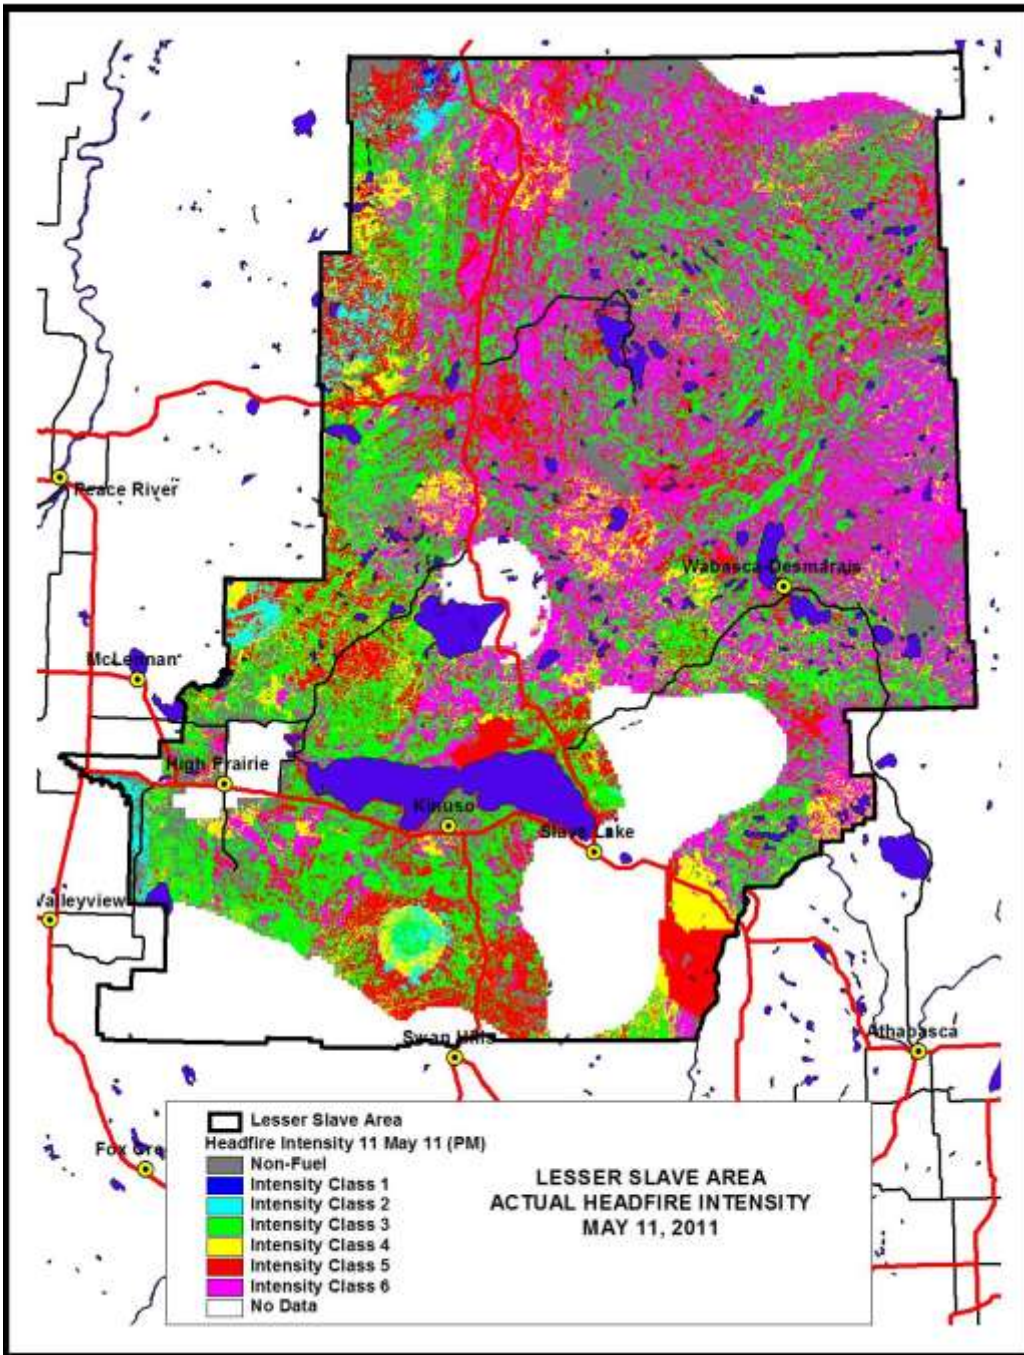 Peace River
Wabasca-Desmarais
McLennan
High Prairie
Kinuso
Slave Lake
Valleyview
Swan Hills
Athabasca
Fox Cre
Lesser Slave Area
Headfire Intensity 11 May 11 (PM)
Non-Fuel
Intensity Class 1
Intensity Class 2
Intensity Class 3
Intensity Class 4
Intensity Class 5
Intensity Class 6
No Data
LESSER SLAVE AREA
ACTUAL HEADFIRE INTENSITY
MAY 11, 2011